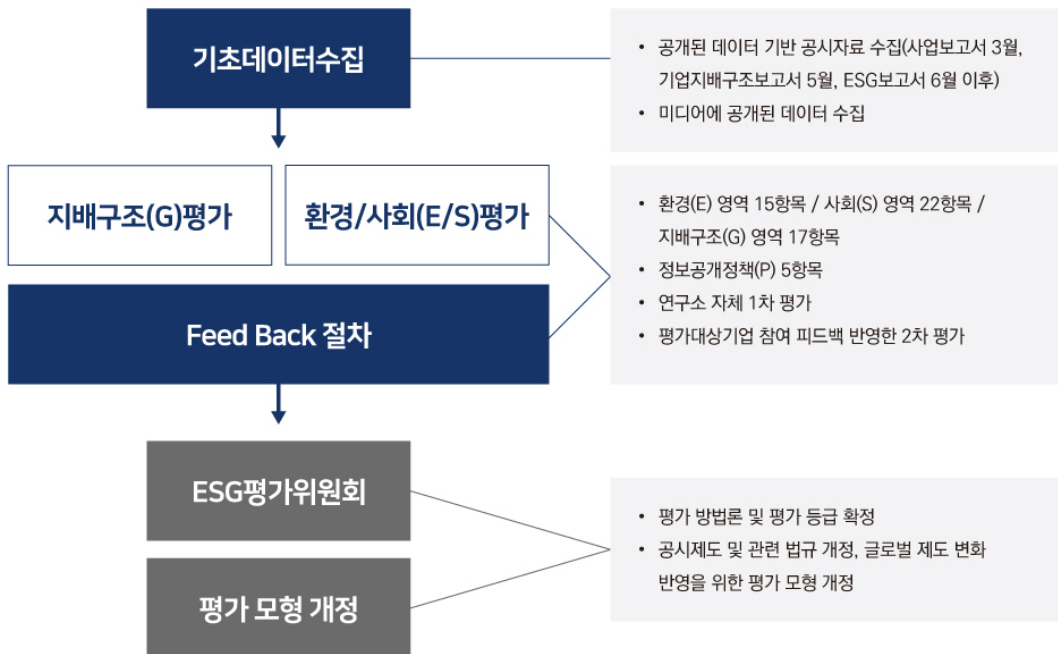 기초데이터수집
• 공개된 데이터 기반 공시자료 수집(사업보고서 3월,
기업지배구조보고서 5월, ESG보고서 6월 이후)
• 미디어에 공개된 데이터 수집
지배구조(G)평가
환경/사회(E/S)평가
Feed Back 절차
• 환경(E) 영역 15항목 / 사회(S) 영역 22항목 /
지배구조(G) 영역 17항목
• 정보공개정책(P) 5항목
• 연구소 자체 1차 평가
• 평가대상기업 참여 피드백 반영한 2차 평가
ESG평가위원회
평가 모형 개정
• 평가 방법론 및 평가 등급 확정
• 공시제도 및 관련 법규 개정, 글로벌 제도 변화
반영을 위한 평가 모형 개정